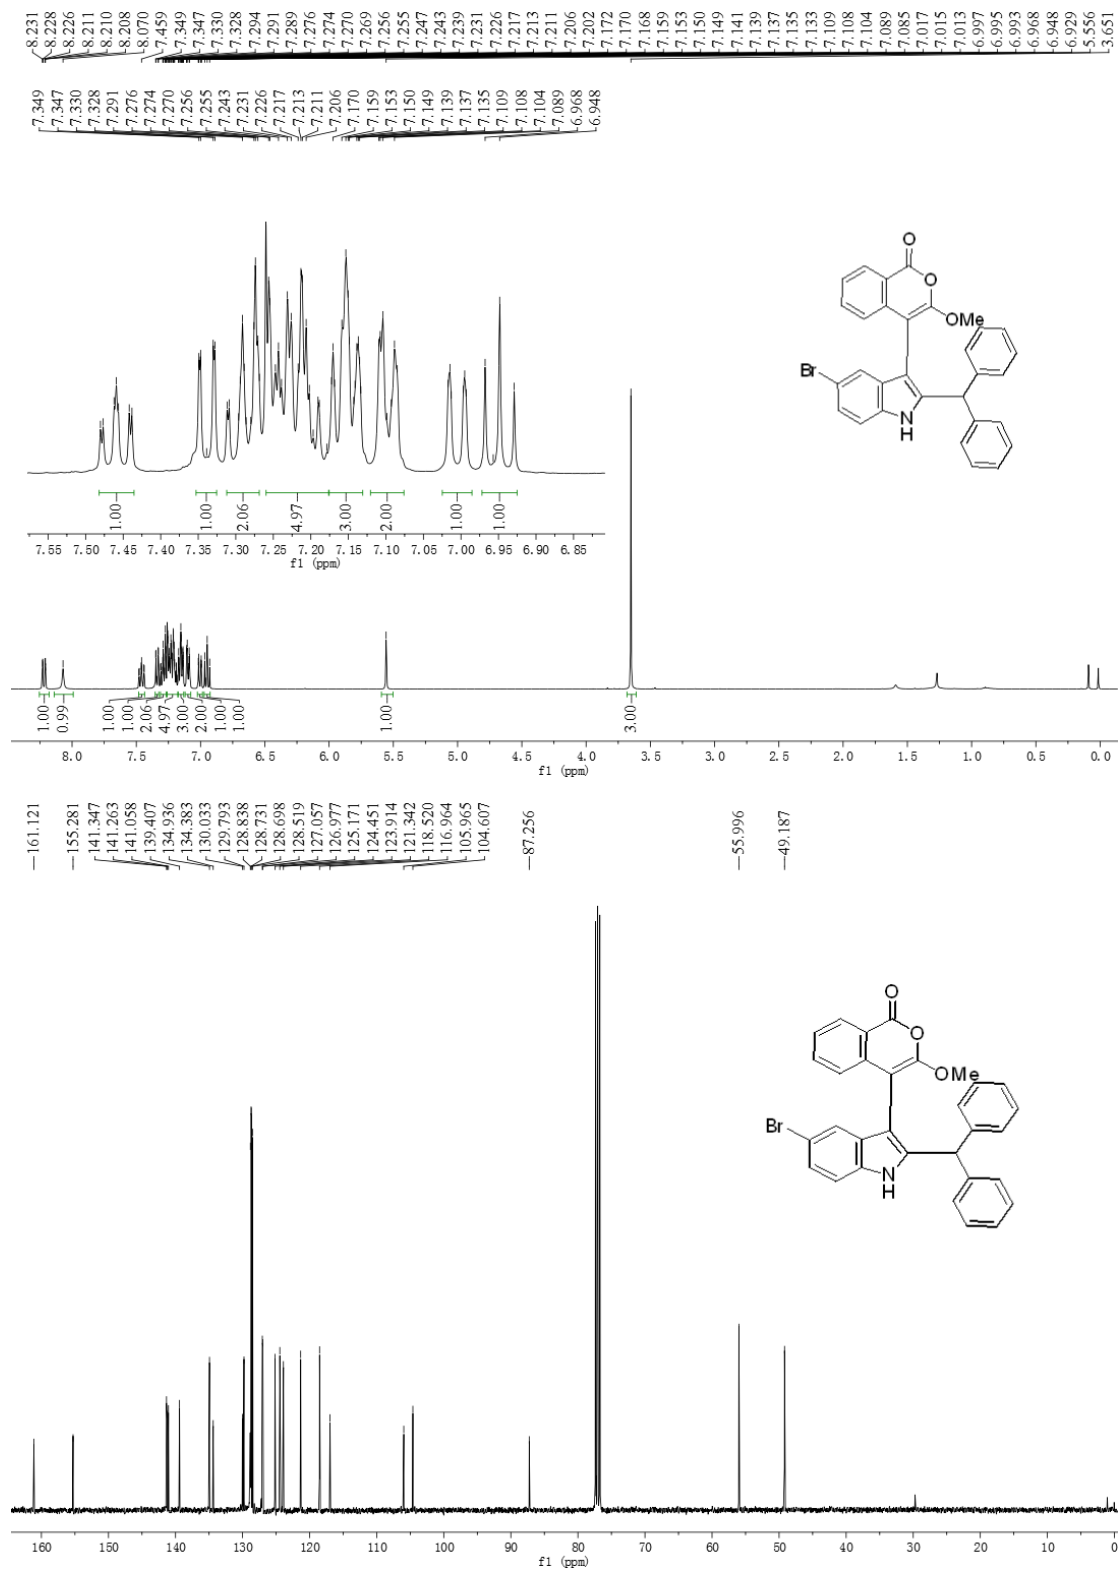 8.231 8.228 8.226 8.211 8.210 8.208 8.070 7.459 7.349 7.347 7.330 7.328 7.294 7.291 7.289 7.276 7.274 7.270 7.269 7.256 7.255 7.247 7.243 7.239 7.231 7.226 7.217 7.213 7.211 7.206 7.202 7.172 7.170 7.168 7.159 7.153 7.150 7.149 7.141 7.139 7.137 7.135 7.133 7.109 7.108 7.104 7.089 7.085 7.017 7.015 7.013 6.997 6.995 6.993 6.968 6.948 6.929 5.556 3.651
7.349 7.347 7.330 7.328 7.291 7.276 7.274 7.270 7.256 7.255 7.243 7.231 7.226 7.217 7.213 7.211 7.206 7.170 7.159 7.153 7.150 7.149 7.139 7.137 7.135 7.109 7.108 7.104 7.089 6.968 6.948
O
O
OMe
Br
N
H
1.00 1.00 2.06 4.97 3.00 2.00 1.00 1.00
7.55 7.50 7.45 7.40 7.35 7.30 7.25 7.20 7.15 7.10 7.05 7.00 6.95 6.90 6.85
f1 (ppm)
1.00 0.99 1.00 1.00 2.06 4.97 3.00 2.00 1.00 1.00 1.00 3.00
8.0 7.5 7.0 6.5 6.0 5.5 5.0 4.5 4.0 3.5 3.0 2.5 2.0 1.5 1.0 0.5 0.0
f1 (ppm)
161.121 155.281 141.347 141.263 141.058 139.407 134.936 134.383 130.033 129.793 128.838 128.731 128.698 128.519 127.057 126.977 125.171 124.451 123.914 121.342 118.520 116.964 105.965 104.607 87.256 55.996 49.187
O
O
OMe
Br
N
H
160 150 140 130 120 110 100 90 80 70 60 50 40 30 20 10 0
f1 (ppm)